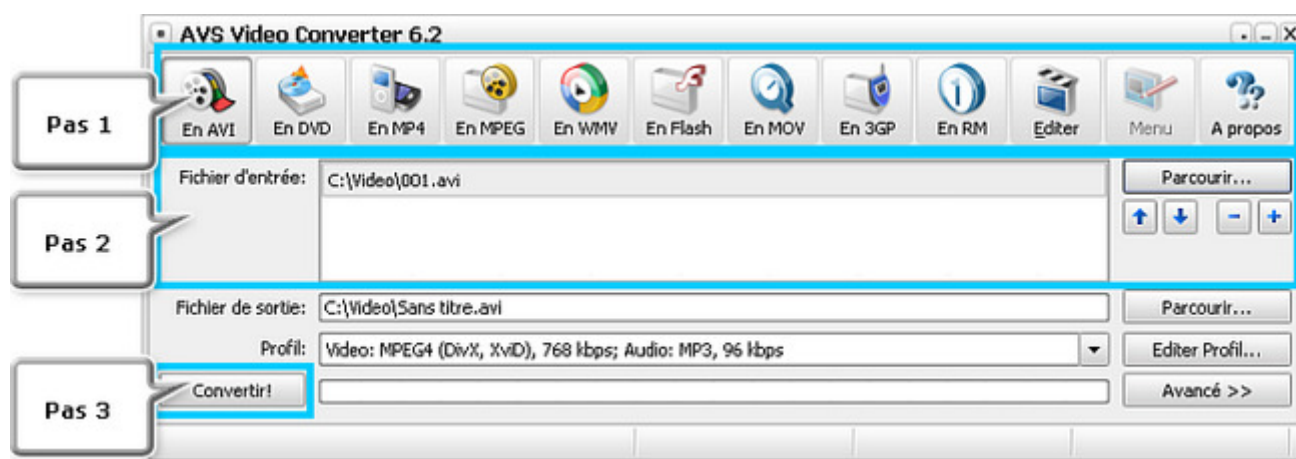 AVS Video Converter 6.2
Pas 1
En AVI En DVD En MP4 En MPEG En WMV En Flash En MOV En 3GP En RM Editer Menu A propos
Pas 2
Fichier d'entrée: C:\Video\001.avi Parcourir...
Fichier de sortie: C:\Video\Sans titre.avi Parcourir...
Profil: Video: MPEG4 (DivX, XviD), 768 kbps; Audio: MP3, 96 kbps Editer Profil...
Pas 3
Convertir! Avancé >>